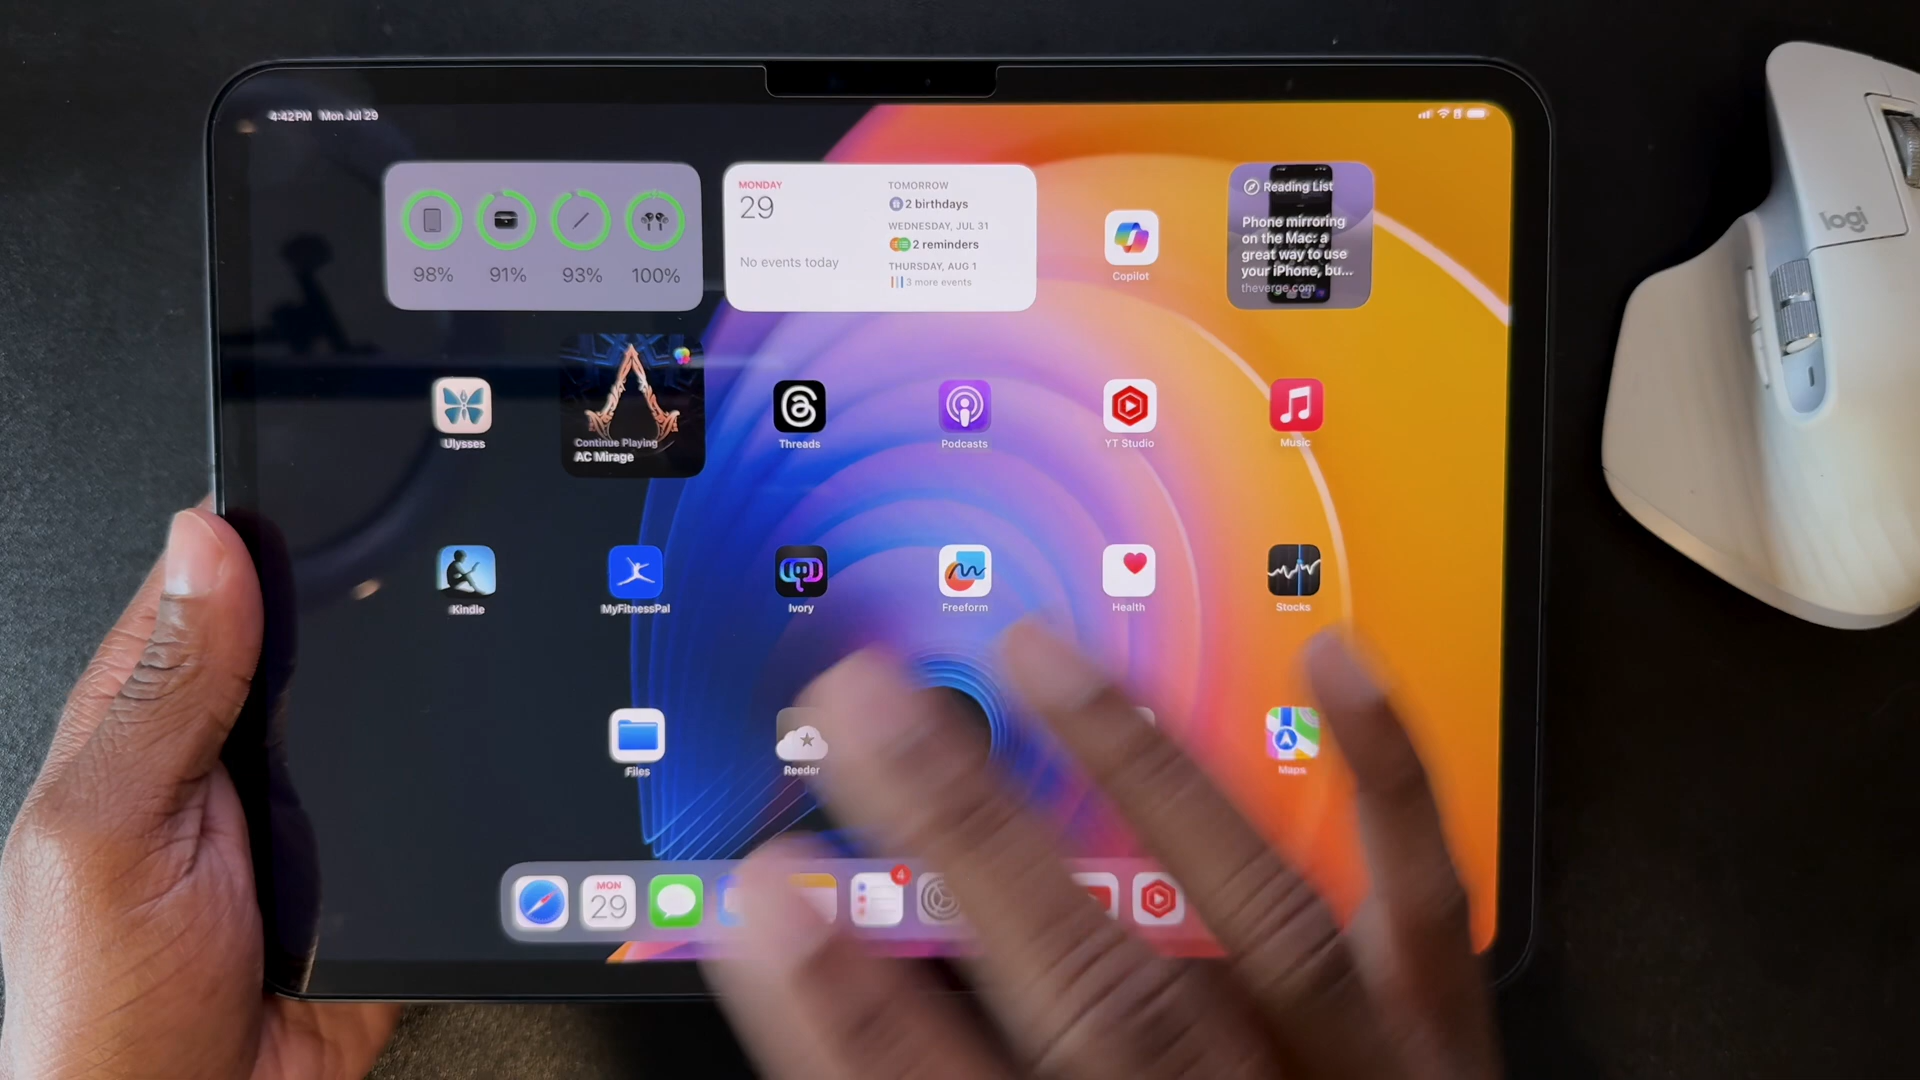 4:42PM Mon Jul 29
98% 91% 93% 100%
MONDAY
29
No events today
TOMORROW
2 birthdays
WEDNESDAY, JUL 31
2 reminders
THURSDAY, AUG 1
3 more events
Copilot
Reading List
Phone mirroring
on the Mac: a
great way to use
your iPhone, bu...
theverge.com
logi
Ulysses
Continue Playing
AC Mirage
Threads
Podcasts
YT Studio
Music
Kindle
MyFitnessPal
Ivory
Freeform
Health
Stocks
Files
Reeder
Maps
MON
29
4